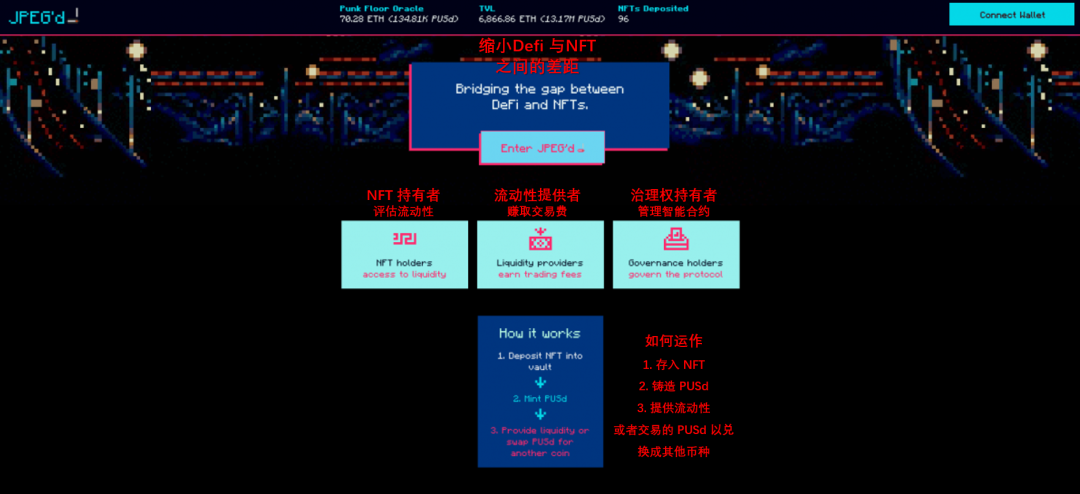 JPEG'd
Punk Floor Oracle
70.28 ETH (134.81K PUSd)
TVL
6,866.86 ETH (13.17M PUSd)
NFTs Deposited
96
Connect Wallet
缩小Defi 与NFT
之间的差距
Bridging the gap between
DeFi and NFTs.
Enter JPEG'd
NFT 持有者
评估流动性
NFT holders
access to liquidity
流动性提供者
赚取交易费
Liquidity providers
earn trading fees
治理权持有者
管理智能合约
Governance holders
govern the protocol
How it works
1. Deposit NFT into
vault
2. Mint PUSd
3. Provide liquidity or
swap PUSd for
another coin
如何运作
1. 存入 NFT
2. 铸造 PUSd
3. 提供流动性
或者交易的 PUSd 以兑
换成其他币种